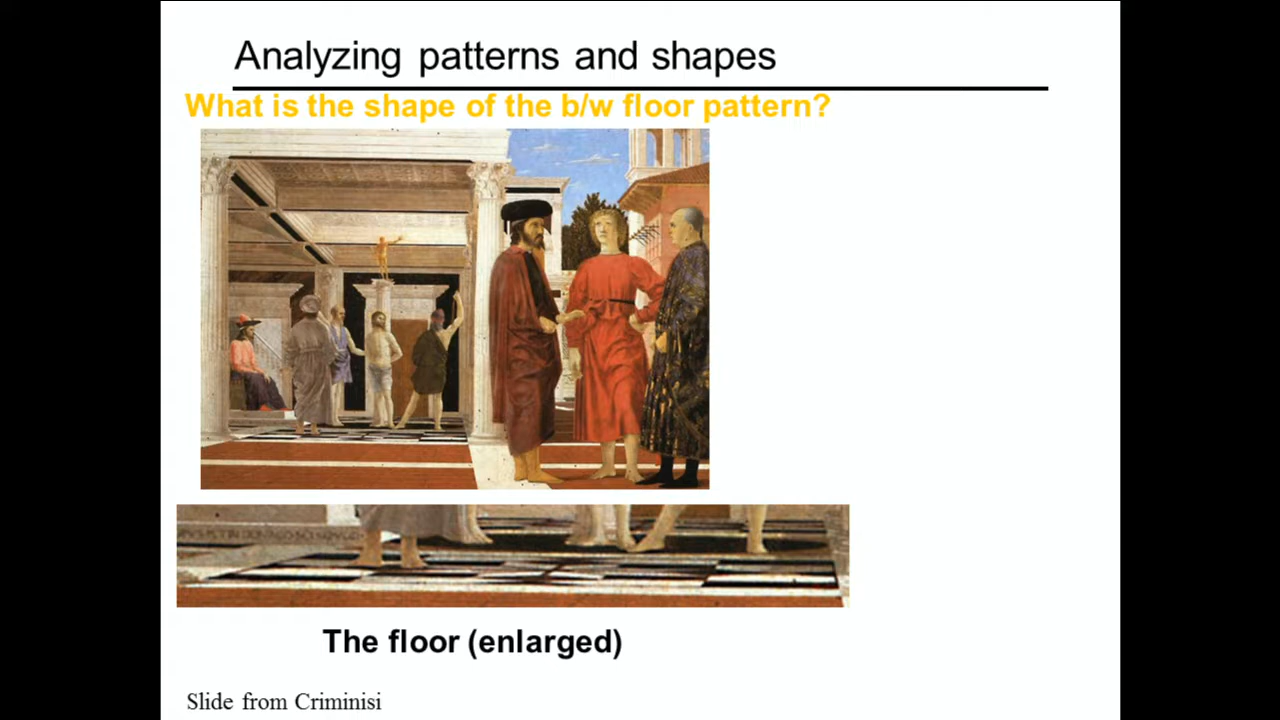 Analyzing patterns and shapes
What is the shape of the b/w floor pattern?
The floor (enlarged)
Slide from Criminisi